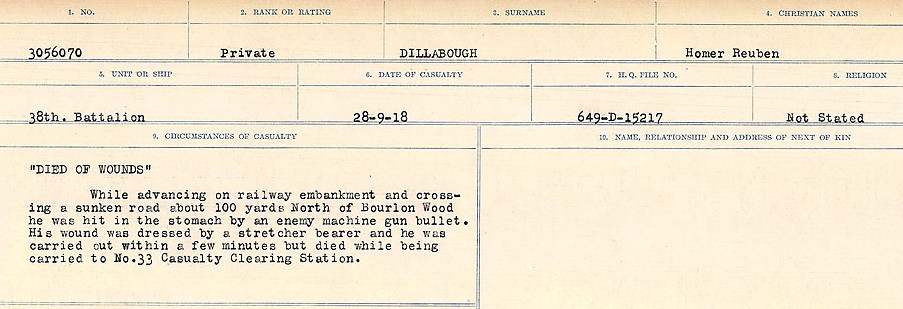 1. NO. 2. RANK OR RATING 3. SURNAME 4. CHRISTIAN NAMES
3056070 Private DILLABOUGH Homer Reuben
5. UNIT OR SHIP 6. DATE OF CASUALTY 7. H.Q. FILE NO. 8. RELIGION
38th. Battalion 28-9-18 649-D-15217 Not Stated
9. CIRCUMSTANCES OF CASUALTY 10. NAME, RELATIONSHIP AND ADDRESS OF NEXT OF KIN
"DIED OF WOUNDS"
While advancing on railway embankment and cross-
ing a sunken road about 100 yards North of Bourlon Wood
he was hit in the stomach by an enemy machine gun bullet.
His wound was dressed by a stretcher bearer and he was
carried out within a few minutes but died while being
carried to No.33 Casualty Clearing Station.